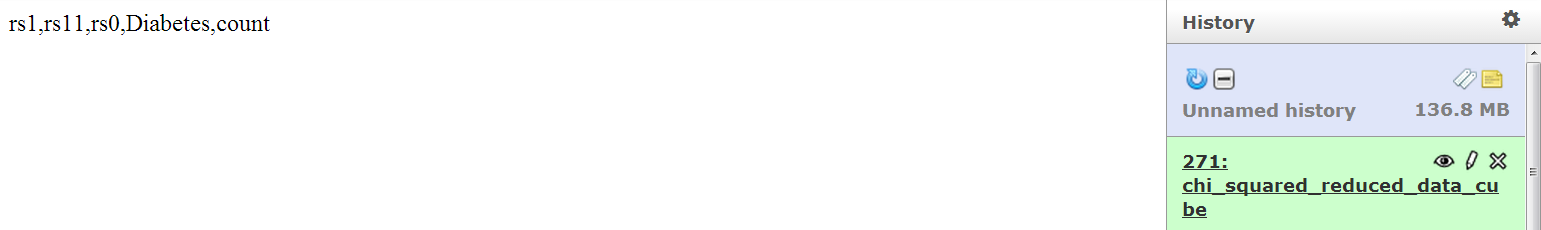 rs1,rs11,rs0,Diabetes,count
History
Unnamed history 136.8 MB
271:
chi_squared_reduced_data_cu
be